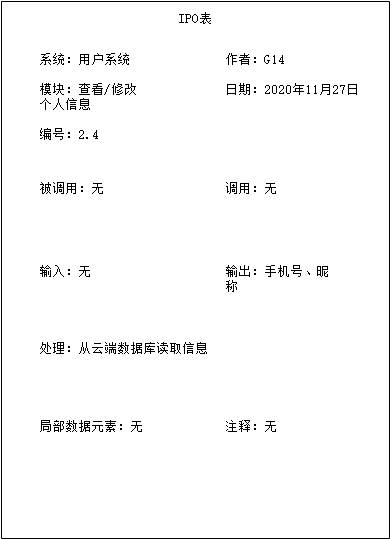 IPO表
系统：用户系统
作者：G14
模块：查看/修改
个人信息
日期：2020年11月27日
编号：2.4
被调用：无
调用：无
输入：无
输出：手机号、昵
称
处理：从云端数据库读取信息
局部数据元素：无
注释：无